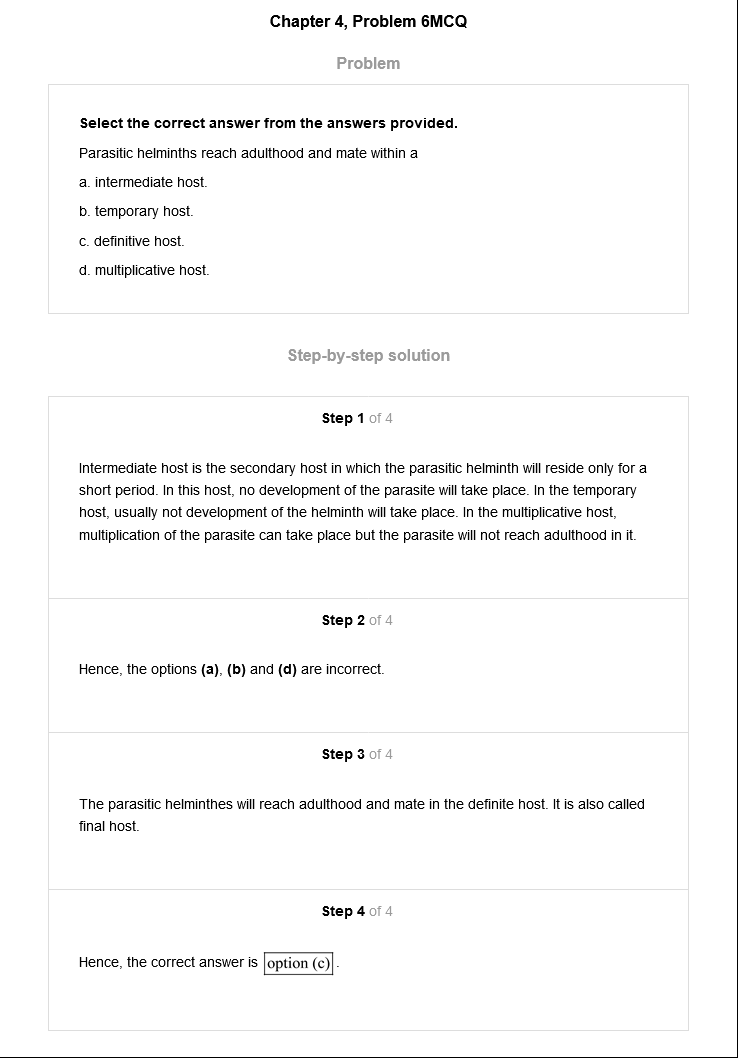 Chapter 4, Problem 6MCQ
Problem
Select the correct answer from the answers provided.
Parasitic helminths reach adulthood and mate within a
a. intermediate host.
b. temporary host.
c. definitive host.
d. multiplicative host.
Step-by-step solution
Step 1 of 4
Intermediate host is the secondary host in which the parasitic helminth will reside only for a
short period. In this host, no development of the parasite will take place. In the temporary
host, usually not development of the helminth will take place. In the multiplicative host,
multiplication of the parasite can take place but the parasite will not reach adulthood in it.
Step 2 of 4
Hence, the options (a), (b) and (d) are incorrect.
Step 3 of 4
The parasitic helminthes will reach adulthood and mate in the definite host. It is also called
final host.
Step 4 of 4
Hence, the correct answer is option (c).